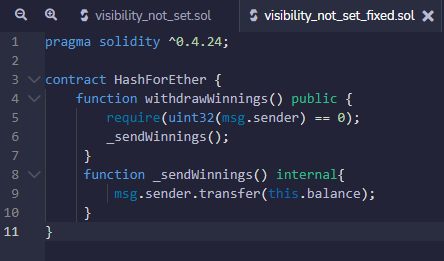 visibility_not_set.sol visibility_not_set_fixed.sol
1 pragma solidity ^0.4.24;
2
3 contract HashForEther {
4 function withdrawWinnings() public {
5 require(uint32(msg.sender) == 0);
6 _sendWinnings();
7 }
8 function _sendWinnings() internal{
9 msg.sender.transfer(this.balance);
10 }
11 }